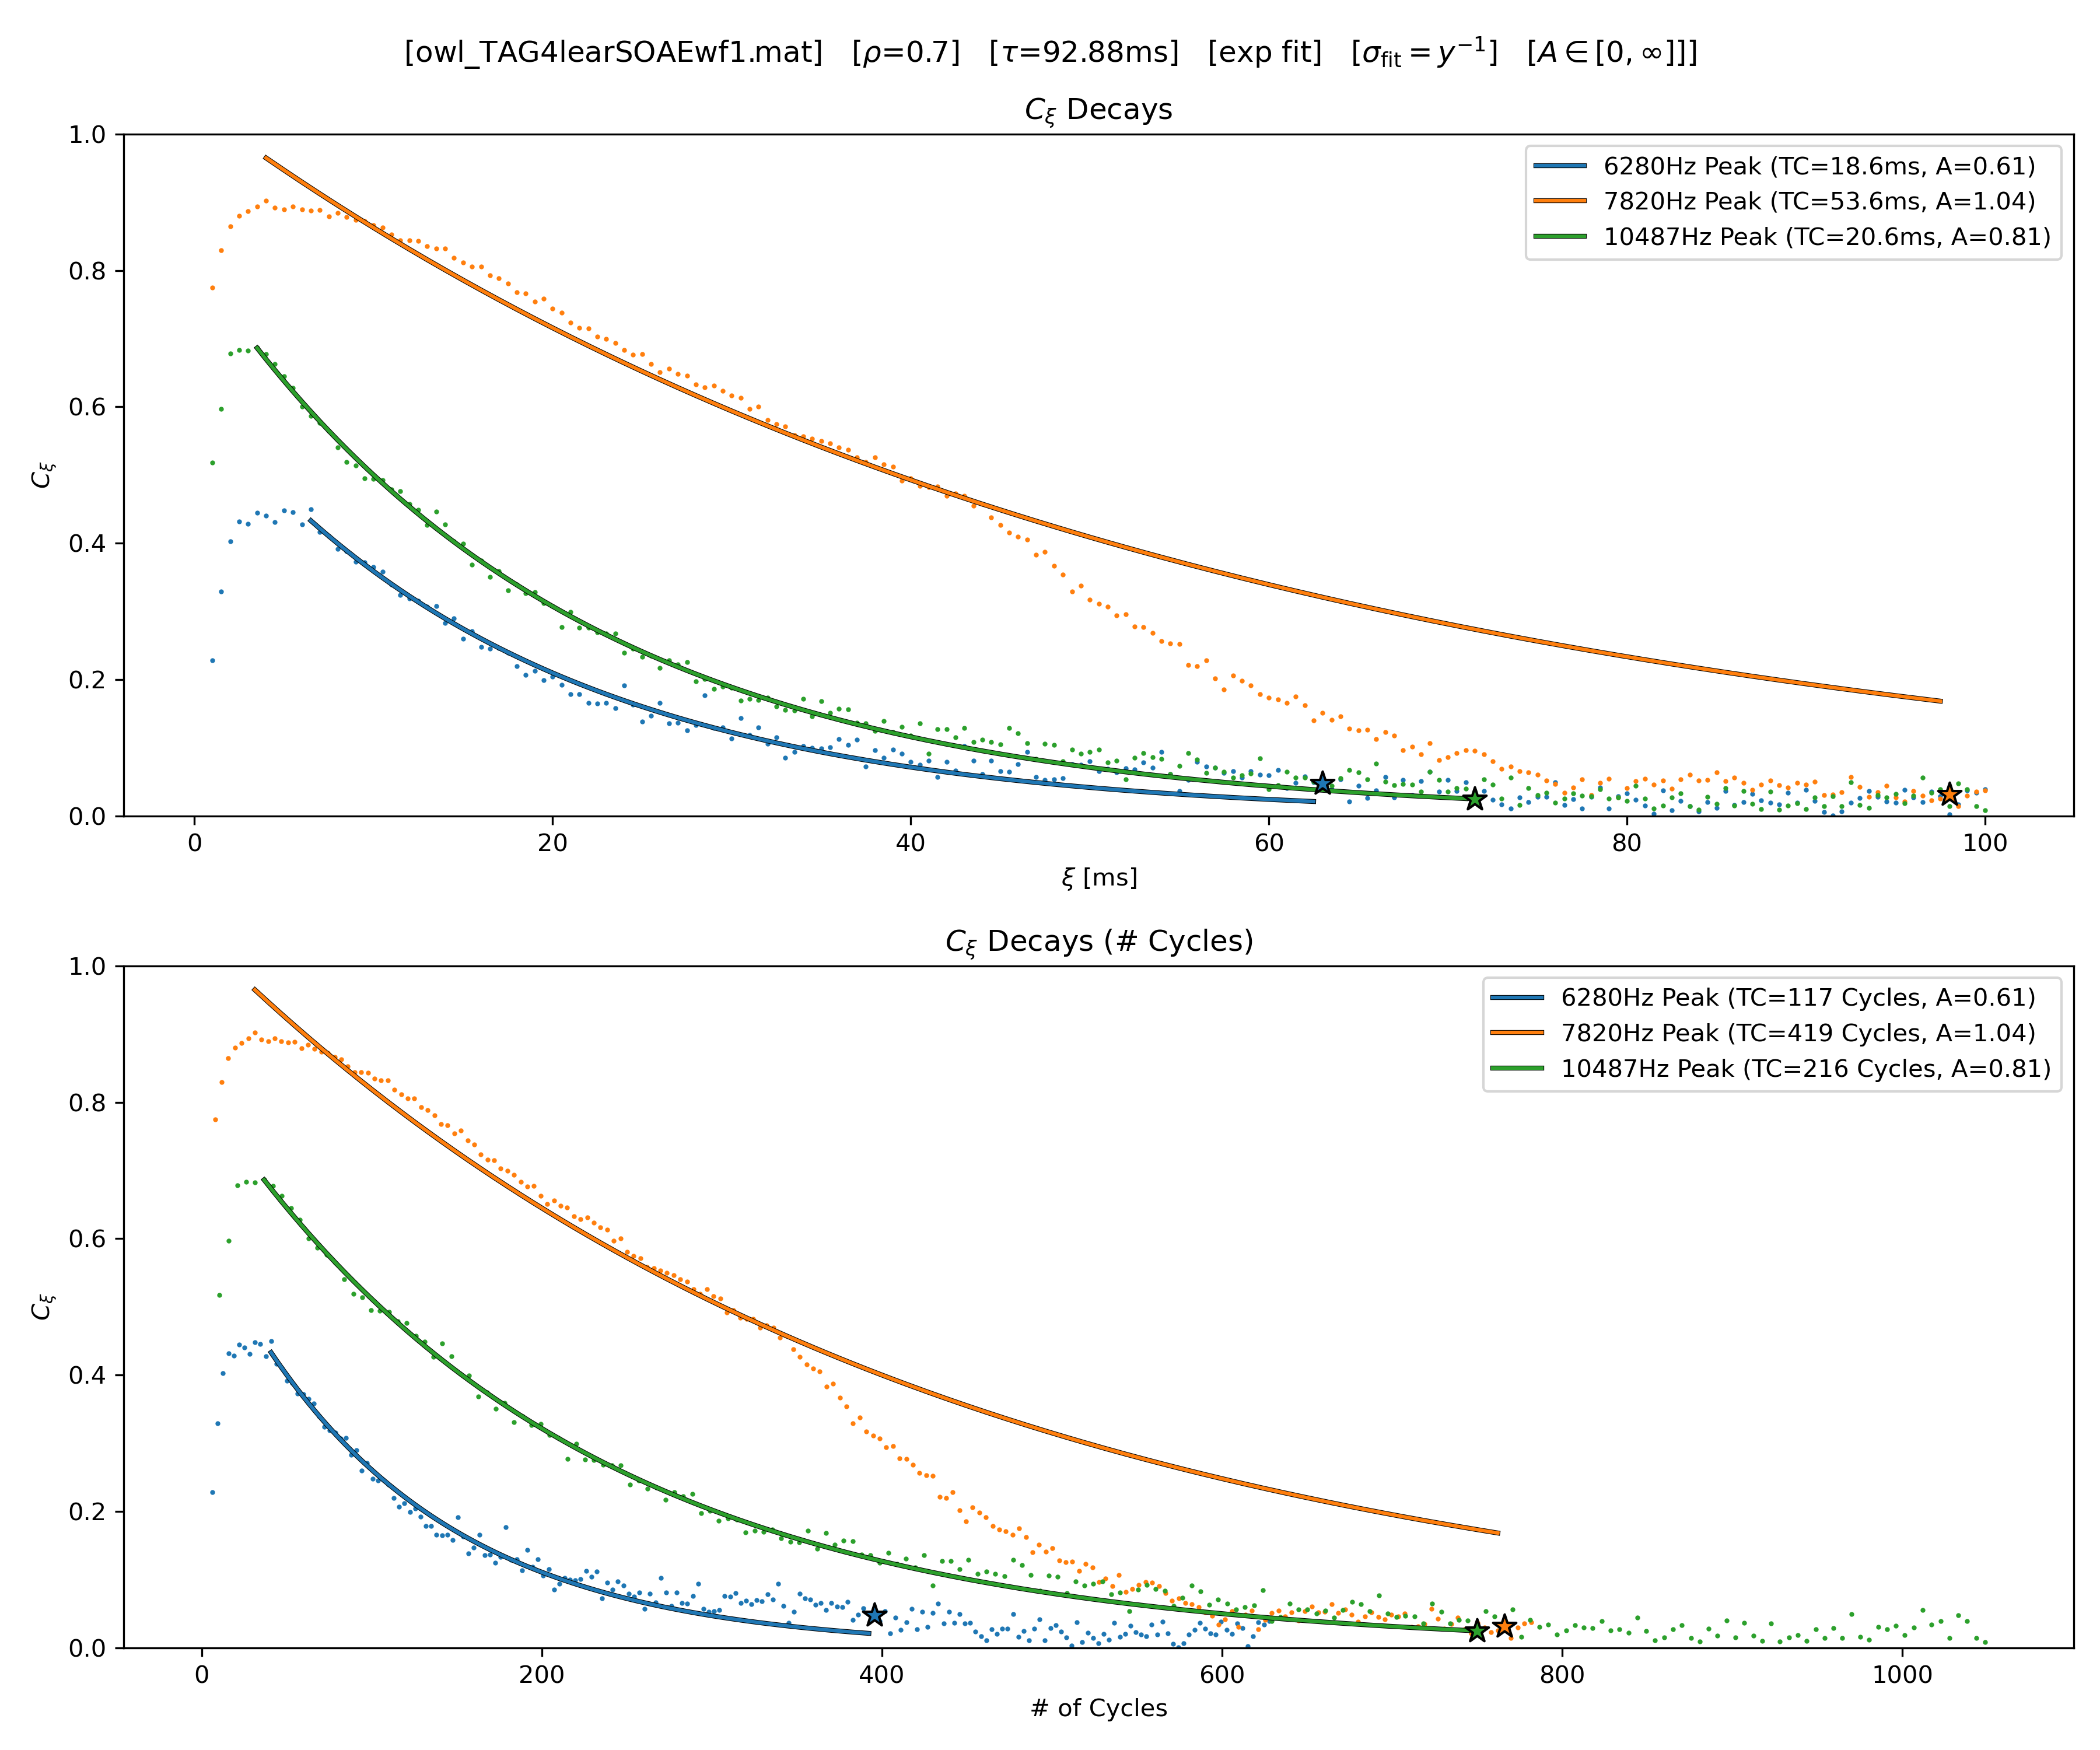 [owl_TAG4learSOAEwf1.mat] [ρ=0.7] [τ=92.88ms] [exp fit] [σ_fit = y⁻¹] [A ∈ [0, ∞]]]
C_ξ Decays
1.0
0.8
0.6
0.4
0.2
0.0
C_ξ
6280Hz Peak (TC=18.6ms, A=0.61)
7820Hz Peak (TC=53.6ms, A=1.04)
10487Hz Peak (TC=20.6ms, A=0.81)
0 20 40 60 80 100
ξ [ms]
C_ξ Decays (# Cycles)
1.0
0.8
0.6
0.4
0.2
0.0
C_ξ
6280Hz Peak (TC=117 Cycles, A=0.61)
7820Hz Peak (TC=419 Cycles, A=1.04)
10487Hz Peak (TC=216 Cycles, A=0.81)
0 200 400 600 800 1000
# of Cycles